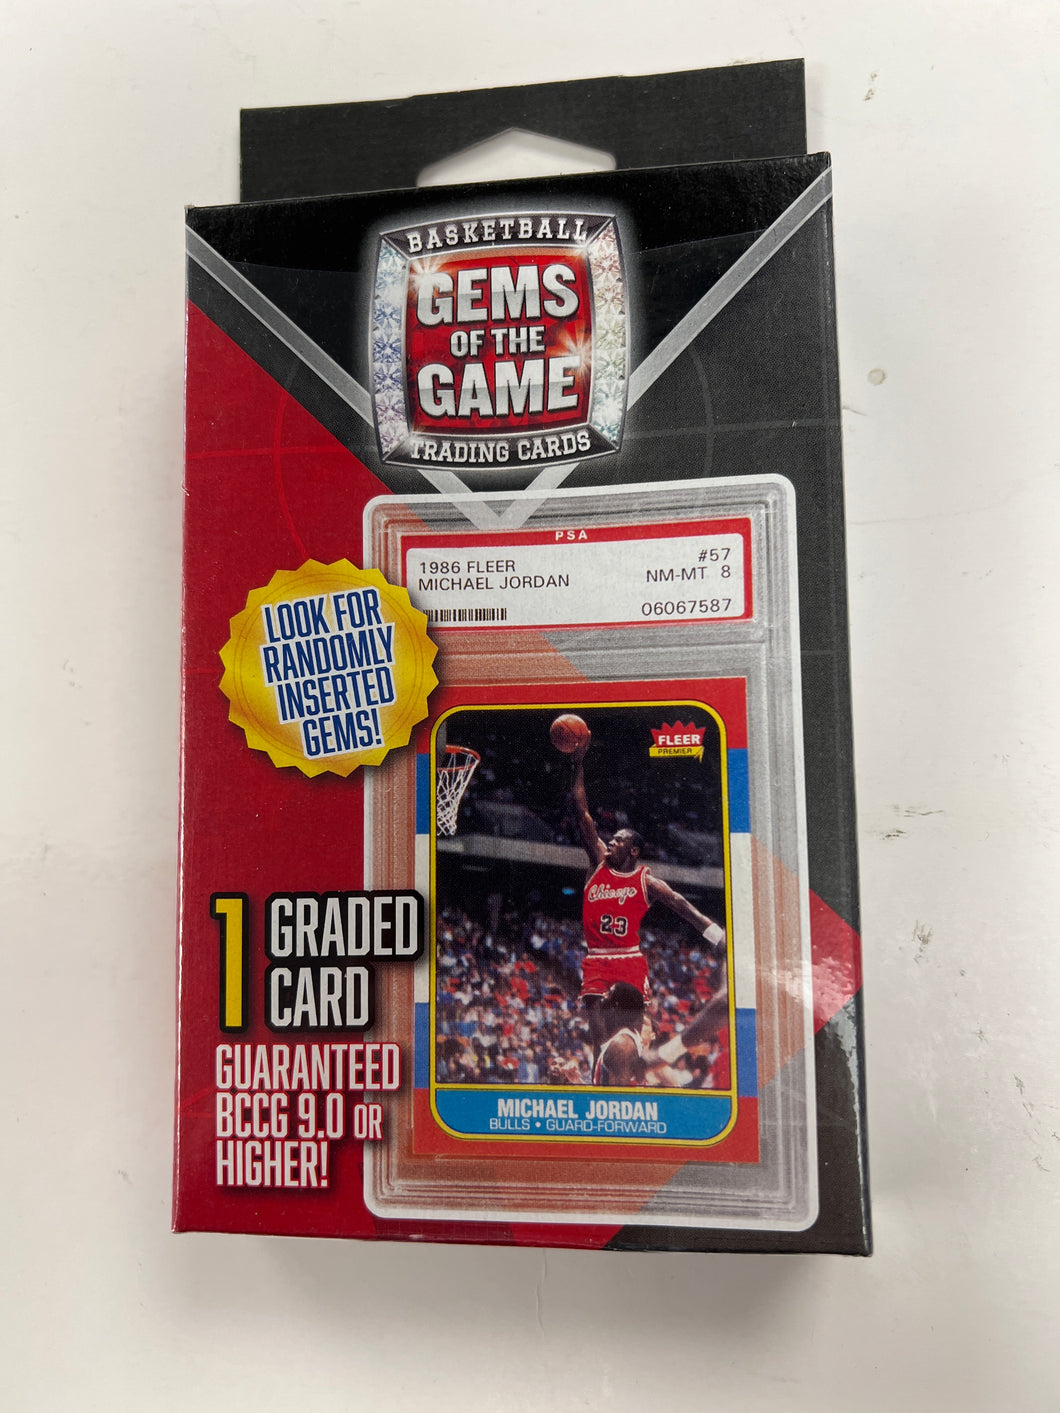 BASKETBALL
GEMS
OF THE
GAME
TRADING CARDS
PSA
1986 FLEER #57
MICHAEL JORDAN NM-MT 8
06067587
LOOK FOR
RANDOMLY
INSERTED
GEMS!
FLEER
PREMIER
Chicago
23
1 GRADED
CARD
GUARANTEED
BCCG 9.0 OR
HIGHER!
MICHAEL JORDAN
BULLS • GUARD-FORWARD